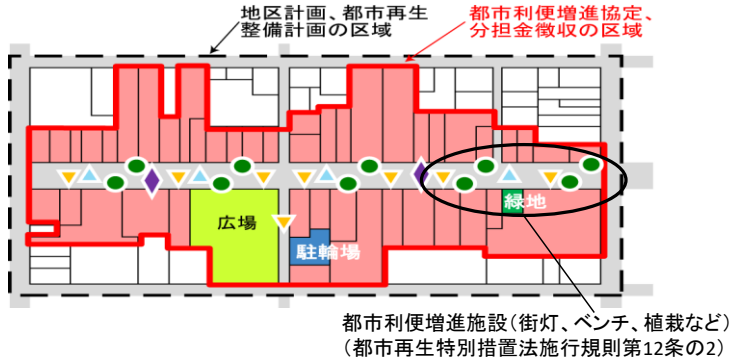 地区計画、都市再生
整備計画の区域
都市利便増進協定、
分担金徴収の区域
広場
駐輪場
緑地
都市利便増進施設(街灯、ベンチ、植栽など)
(都市再生特別措置法施行規則第12条の2)